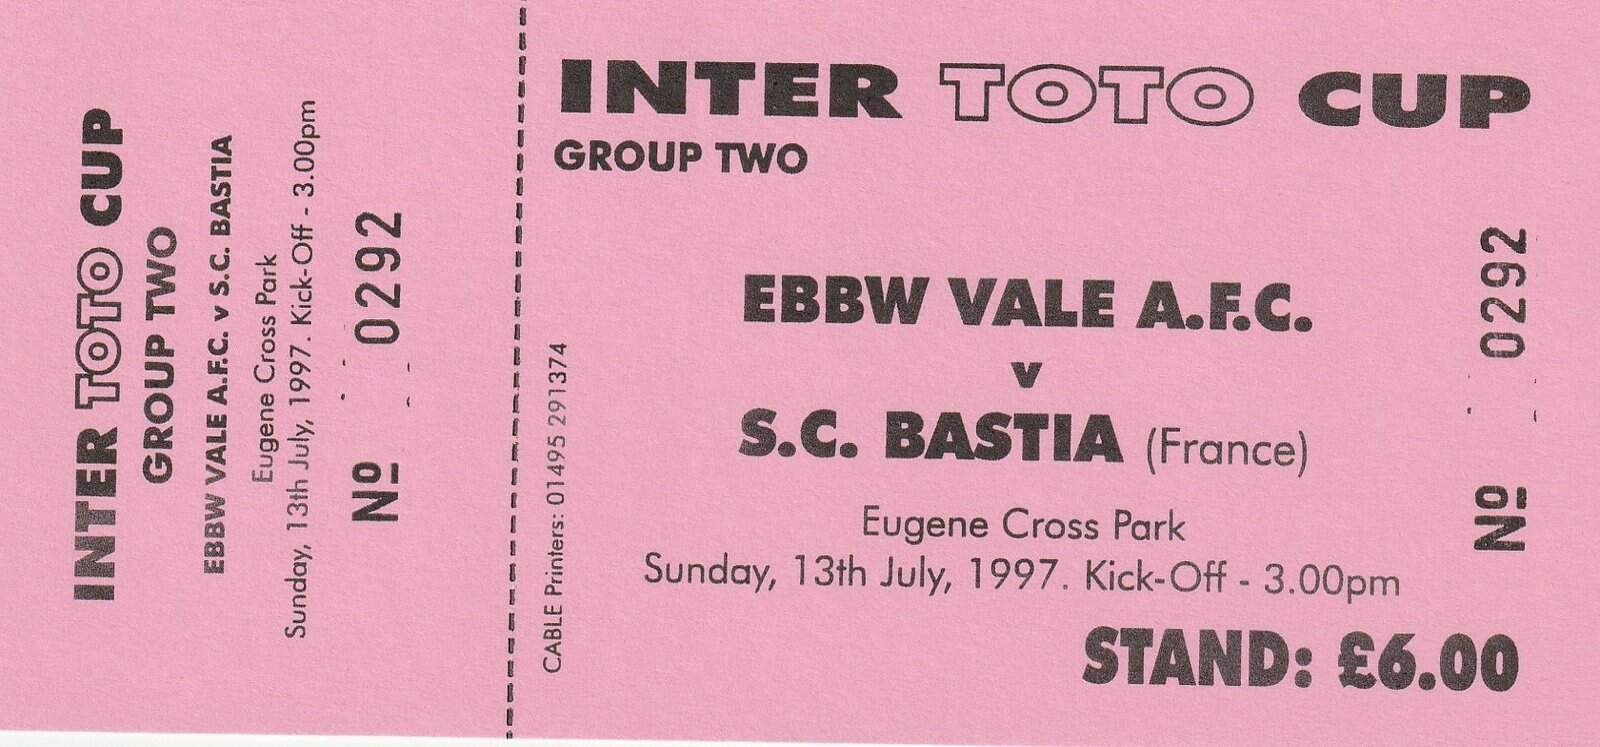 INTER TOTO CUP
GROUP TWO
EBBW VALE A.F.C. v S.C. BASTIA
Eugene Cross Park
Sunday, 13th July, 1997. Kick-Off - 3.00pm
Nº 0292
CABLE Printers: 01495 291374
INTER TOTO CUP
GROUP TWO
EBBW VALE A.F.C.
v
S.C. BASTIA (France)
Eugene Cross Park
Sunday, 13th July, 1997. Kick-Off - 3.00pm
STAND: £6.00
Nº 0292